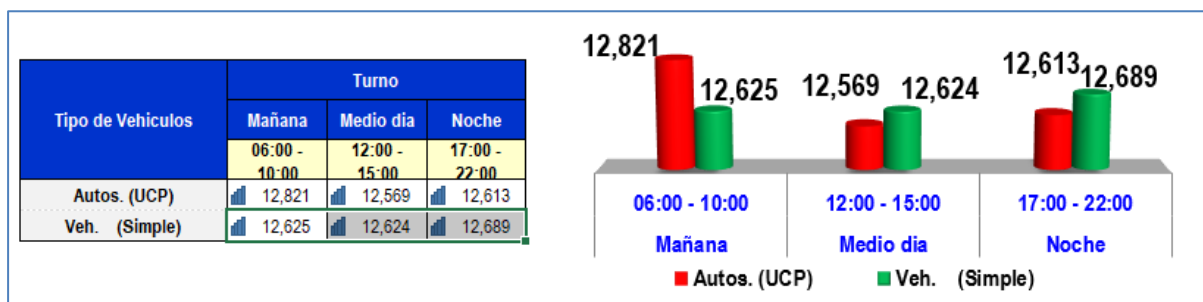 Tipo de Vehiculos
Turno
Mañana Medio dia Noche
06:00 - 12:00 - 17:00 -
10:00 15:00 22:00
Autos. (UCP) 12,821 12,569 12,613
Veh. (Simple) 12,625 12,624 12,689
12,821
12,625
12,569
12,624
12,613
12,689
06:00 - 10:00 12:00 - 15:00 17:00 - 22:00
Mañana Medio dia Noche
Autos. (UCP) Veh. (Simple)